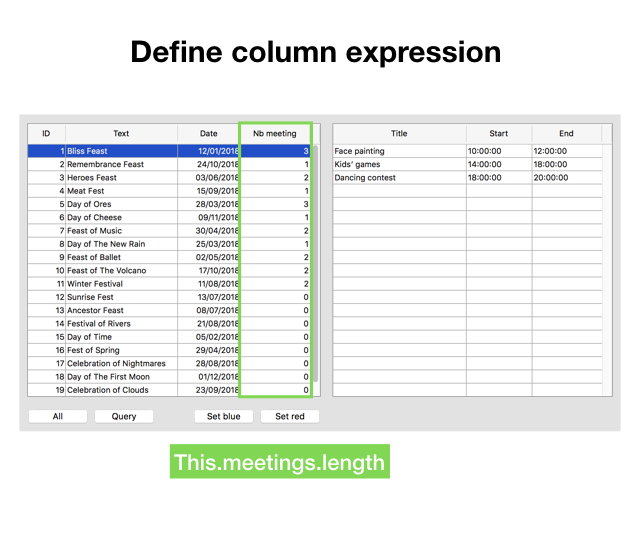 Define column expression
ID Text Date Nb meeting Title Start End
1 Bliss Feast 12/01/2018 3 Face painting 10:00:00 12:00:00
2 Remembrance Feast 24/10/2018 1 Kids' games 14:00:00 18:00:00
3 Heroes Feast 03/06/2018 2 Dancing contest 18:00:00 20:00:00
4 Meat Fest 15/09/2018 1
5 Day of Ores 28/03/2018 3
6 Day of Cheese 09/11/2018 1
7 Feast of Music 30/04/2018 2
8 Day of The New Rain 25/03/2018 1
9 Feast of Ballet 02/05/2018 2
10 Feast of The Volcano 17/10/2018 2
11 Winter Festival 11/08/2018 2
12 Sunrise Fest 13/07/2018 0
13 Ancestor Feast 08/07/2018 0
14 Festival of Rivers 21/08/2018 0
15 Day of Time 05/02/2018 0
16 Fest of Spring 29/04/2018 0
17 Celebration of Nightmares 28/08/2018 0
18 Day of The First Moon 01/12/2018 0
19 Celebration of Clouds 23/09/2018 0
All Query Set blue Set red
This.meetings.length